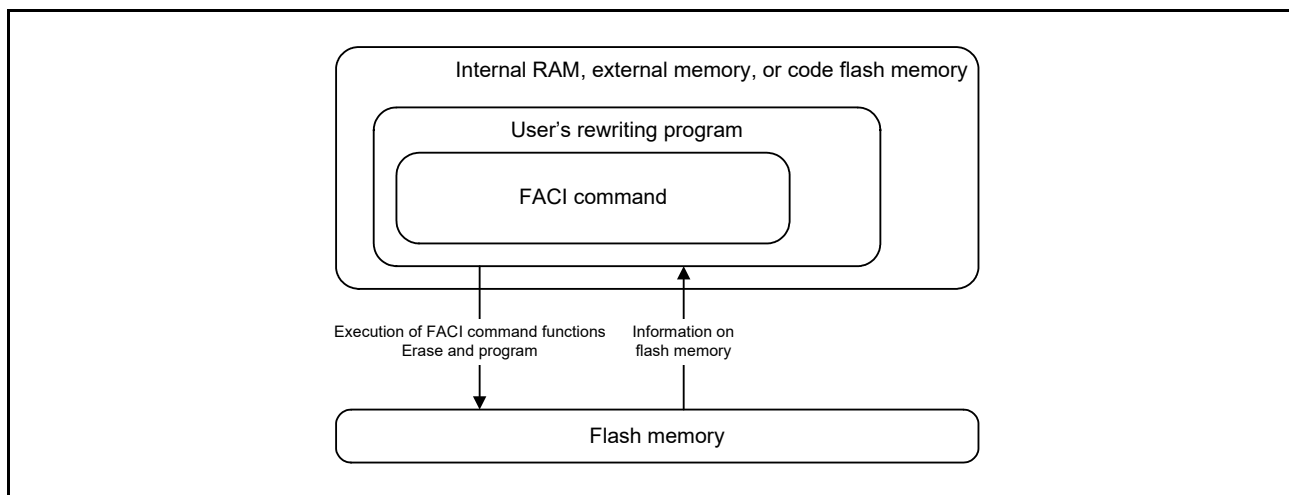 Internal RAM, external memory, or code flash memory
User’s rewriting program
FACI command
Execution of FACI command functions
Erase and program
Information on
flash memory
Flash memory